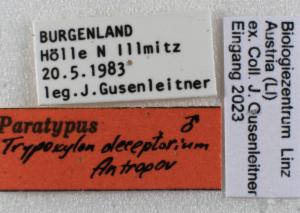 BURGENLAND
Hölle N Illmitz
20.5.1983
leg.J.Gusenleitner
Paratypus ♂
Trypoxylon deceptorium
Antropov
Biologiezentrum Linz
Austria (LI)
ex. Coll. J. Gusenleitner
Eingang 2023